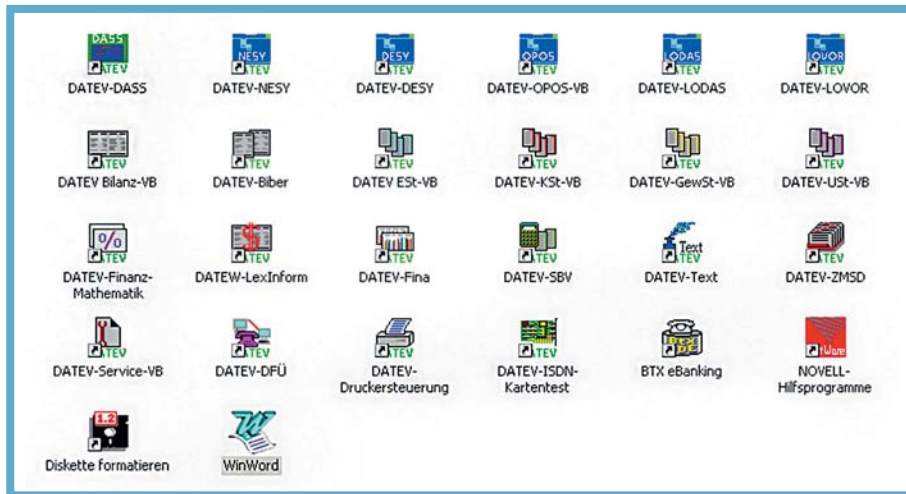 DASS
NESY
DESY
OPOS
LODAS
LOVOR
DATEV
DATEV-DASS
DATEV-NESY
DATEV-DESY
DATEV-OPOS-VB
DATEV-LODAS
DATEV-LOVOR
DATEV Bilanz-VB
DATEV-Biber
DATEV ESt-VB
DATEV-KSt-VB
DATEV-GewSt-VB
DATEV-USt-VB
%
$
Text
DATEV-Finanz-
Mathematik
DATEW-LexInform
DATEV-Fina
DATEV-SBV
DATEV-Text
DATEV-ZMSD
DATEV-Service-VB
DATEV-DFÜ
DATEV-
Druckersteuerung
DATEV-ISDN-
Kartentest
BTX eBanking
NOVELL-
Hilfsprogramme
1.2
Diskette formatieren
WinWord